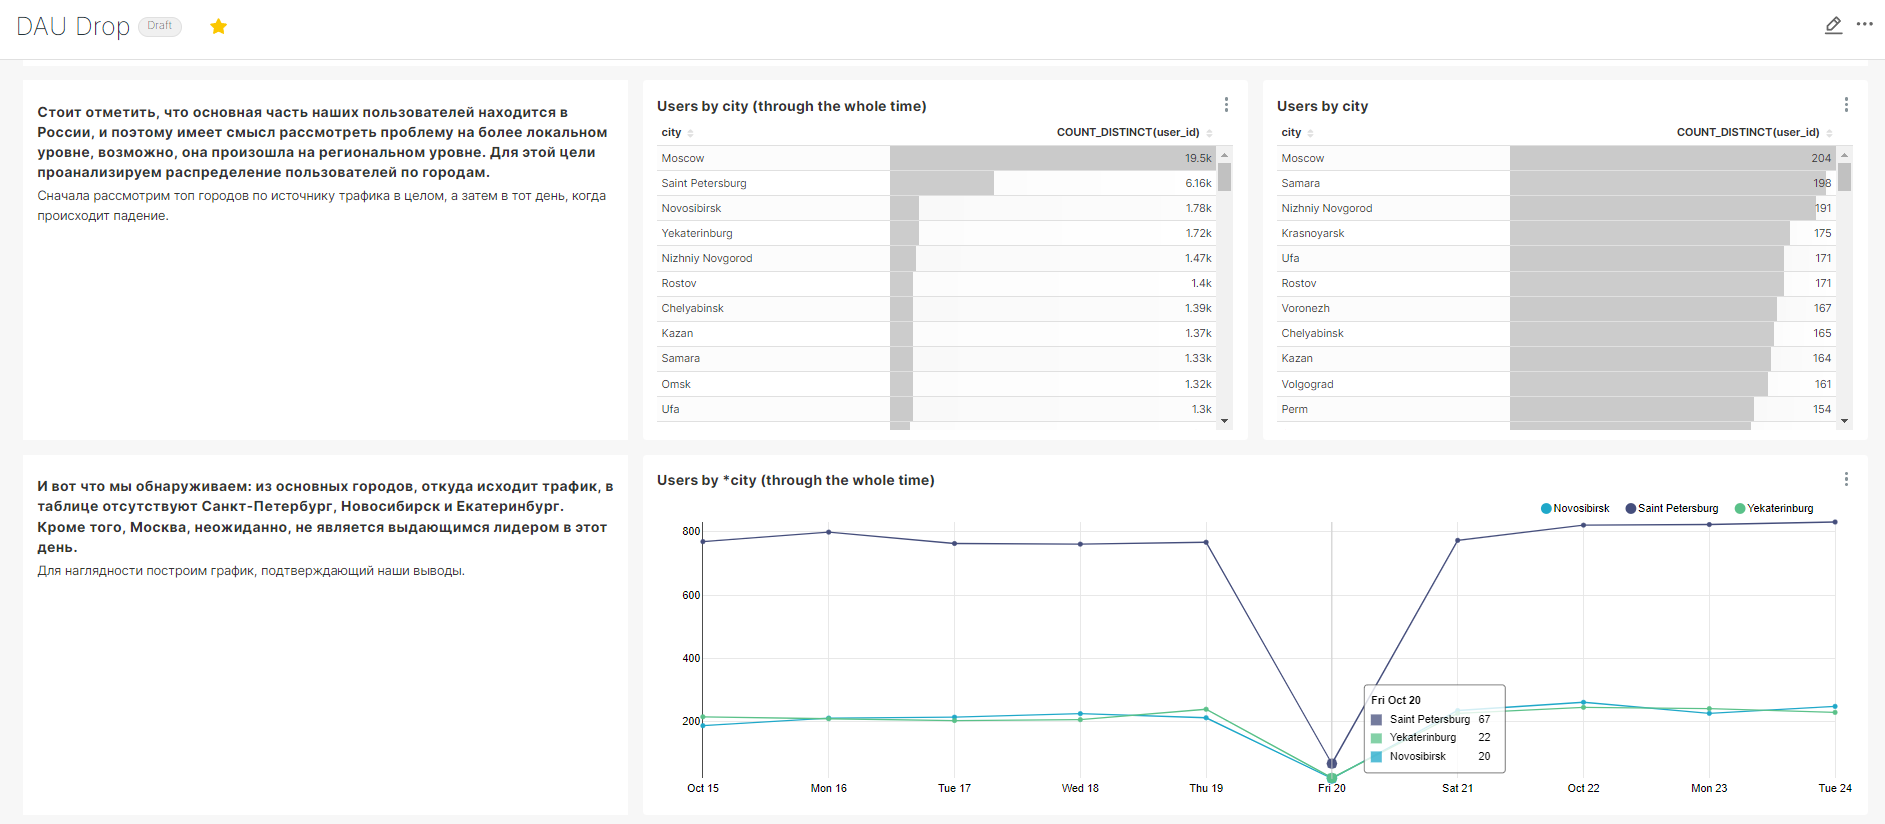 DAU Drop Draft
Стоит отметить, что основная часть наших пользователей находится в
России, и поэтому имеет смысл рассмотреть проблему на более локальном
уровне, возможно, она произошла на региональном уровне. Для этой цели
проанализируем распределение пользователей по городам.
Сначала рассмотрим топ городов по источнику трафика в целом, а затем в тот день, когда
происходит падение.
Users by city (through the whole time)
city COUNT_DISTINCT(user_id)
Moscow 19.5k
Saint Petersburg 6.16k
Novosibirsk 1.78k
Yekaterinburg 1.72k
Nizhniy Novgorod 1.47k
Rostov 1.4k
Chelyabinsk 1.39k
Kazan 1.37k
Samara 1.33k
Omsk 1.32k
Ufa 1.3k
Users by city
city COUNT_DISTINCT(user_id)
Moscow 204
Samara 198
Nizhniy Novgorod 191
Krasnoyarsk 175
Ufa 171
Rostov 171
Voronezh 167
Chelyabinsk 165
Kazan 164
Volgograd 161
Perm 154
И вот что мы обнаруживаем: из основных городов, откуда исходит трафик, в
таблице отсутствуют Санкт-Петербург, Новосибирск и Екатеринбург.
Кроме того, Москва, неожиданно, не является выдающимся лидером в этот
день.
Для наглядности построим график, подтверждающий наши выводы.
Users by *city (through the whole time)
Novosibirsk Saint Petersburg Yekaterinburg
800
600
400
200
Fri Oct 20
Saint Petersburg 67
Yekaterinburg 22
Novosibirsk 20
Oct 15 Mon 16 Tue 17 Wed 18 Thu 19 Fri 20 Sat 21 Oct 22 Mon 23 Tue 24